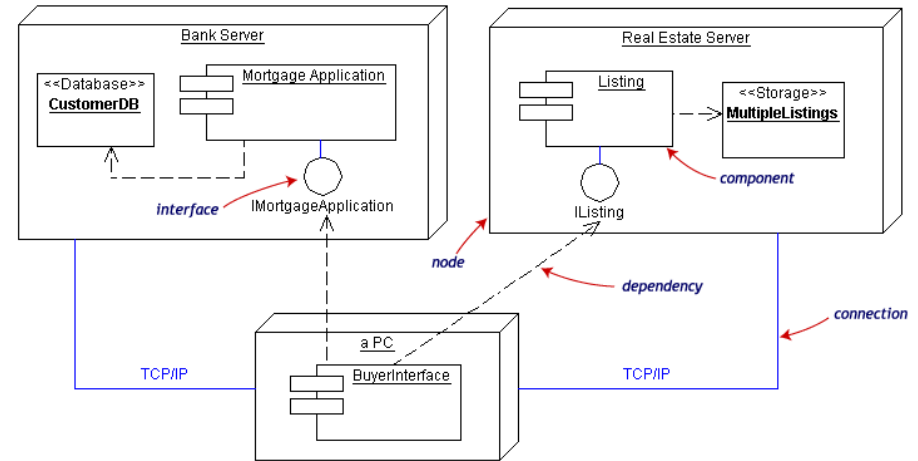 Bank Server
Mortgage Application
<<Database>>
CustomerDB
interface
IMortgageApplication
Real Estate Server
Listing
<<Storage>>
MultipleListings
component
IListing
node
dependency
connection
a PC
BuyerInterface
TCP/IP
TCP/IP